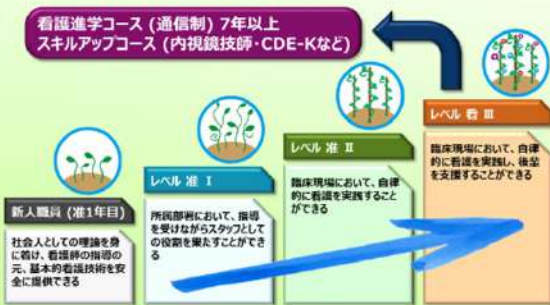 看護進学コース (通信制) 7年以上
スキルアップコース (内視鏡技師・CDE-Kなど)
新人職員 (准1年目)
社会人としての理論を身
に着け、看護師の指導の
元、基本的看護技術を安
全に提供できる
レベル 准 Ⅰ
所属部署において、指導
を受けながらスタッフとして
の役割を果たすことができ
る
レベル 准 Ⅱ
臨床現場において、自律
的に看護を実践すること
ができる
レベル 看 Ⅲ
臨床現場において、自律
的に看護を実践し、後輩
を支援することができる